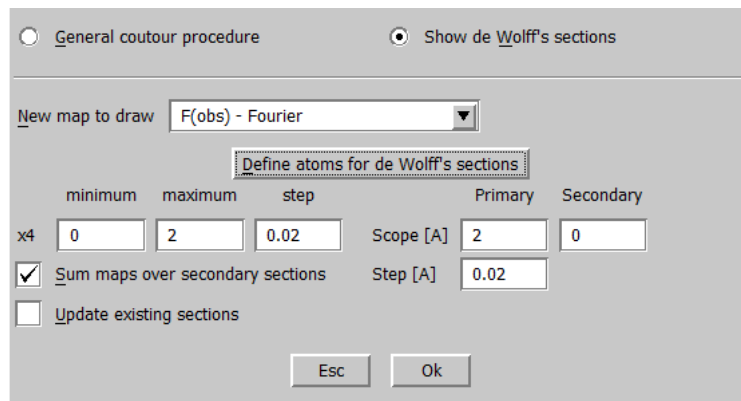 General coutour procedure Show de Wolff's sections
New map to draw F(obs) - Fourier
Define atoms for de Wolff's sections
minimum maximum step Primary Secondary
x4 0 2 0.02 Scope [A] 2 0
Sum maps over secondary sections Step [A] 0.02
Update existing sections
Esc Ok